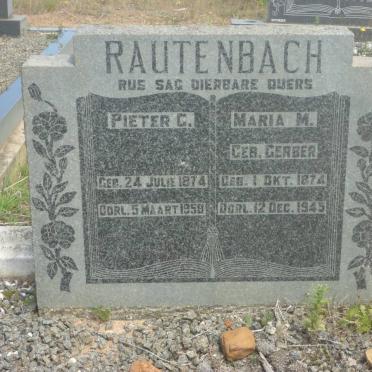 RAUTENBACH
RUS SAG DIERBARE OUERS
PIETER C.
GEB. 24 JULIE 1874
OORL. 5 MAART 1959
MARIA M.
GEB. GERBER
GEB. 1 OKT. 1874
OORL. 12 DEC. 1945